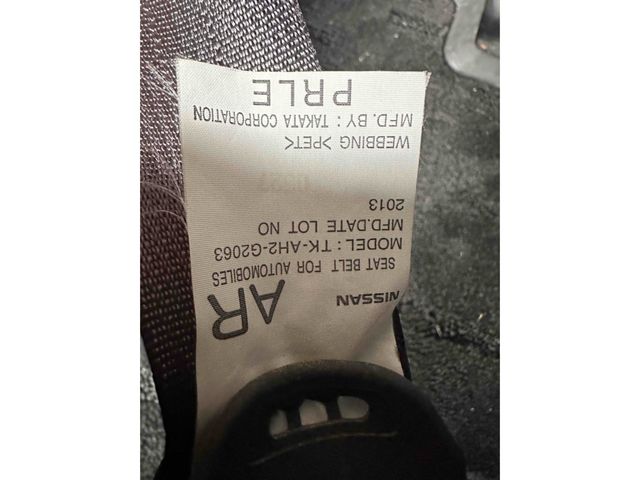 NISSAN AR
SEAT BELT FOR AUTOMOBILES
MODEL : TK-AH2-G2063
MFD.DATE LOT NO
2013
WEBBING >PET<
MFD. BY : TAKATA CORPORATION
PRLE